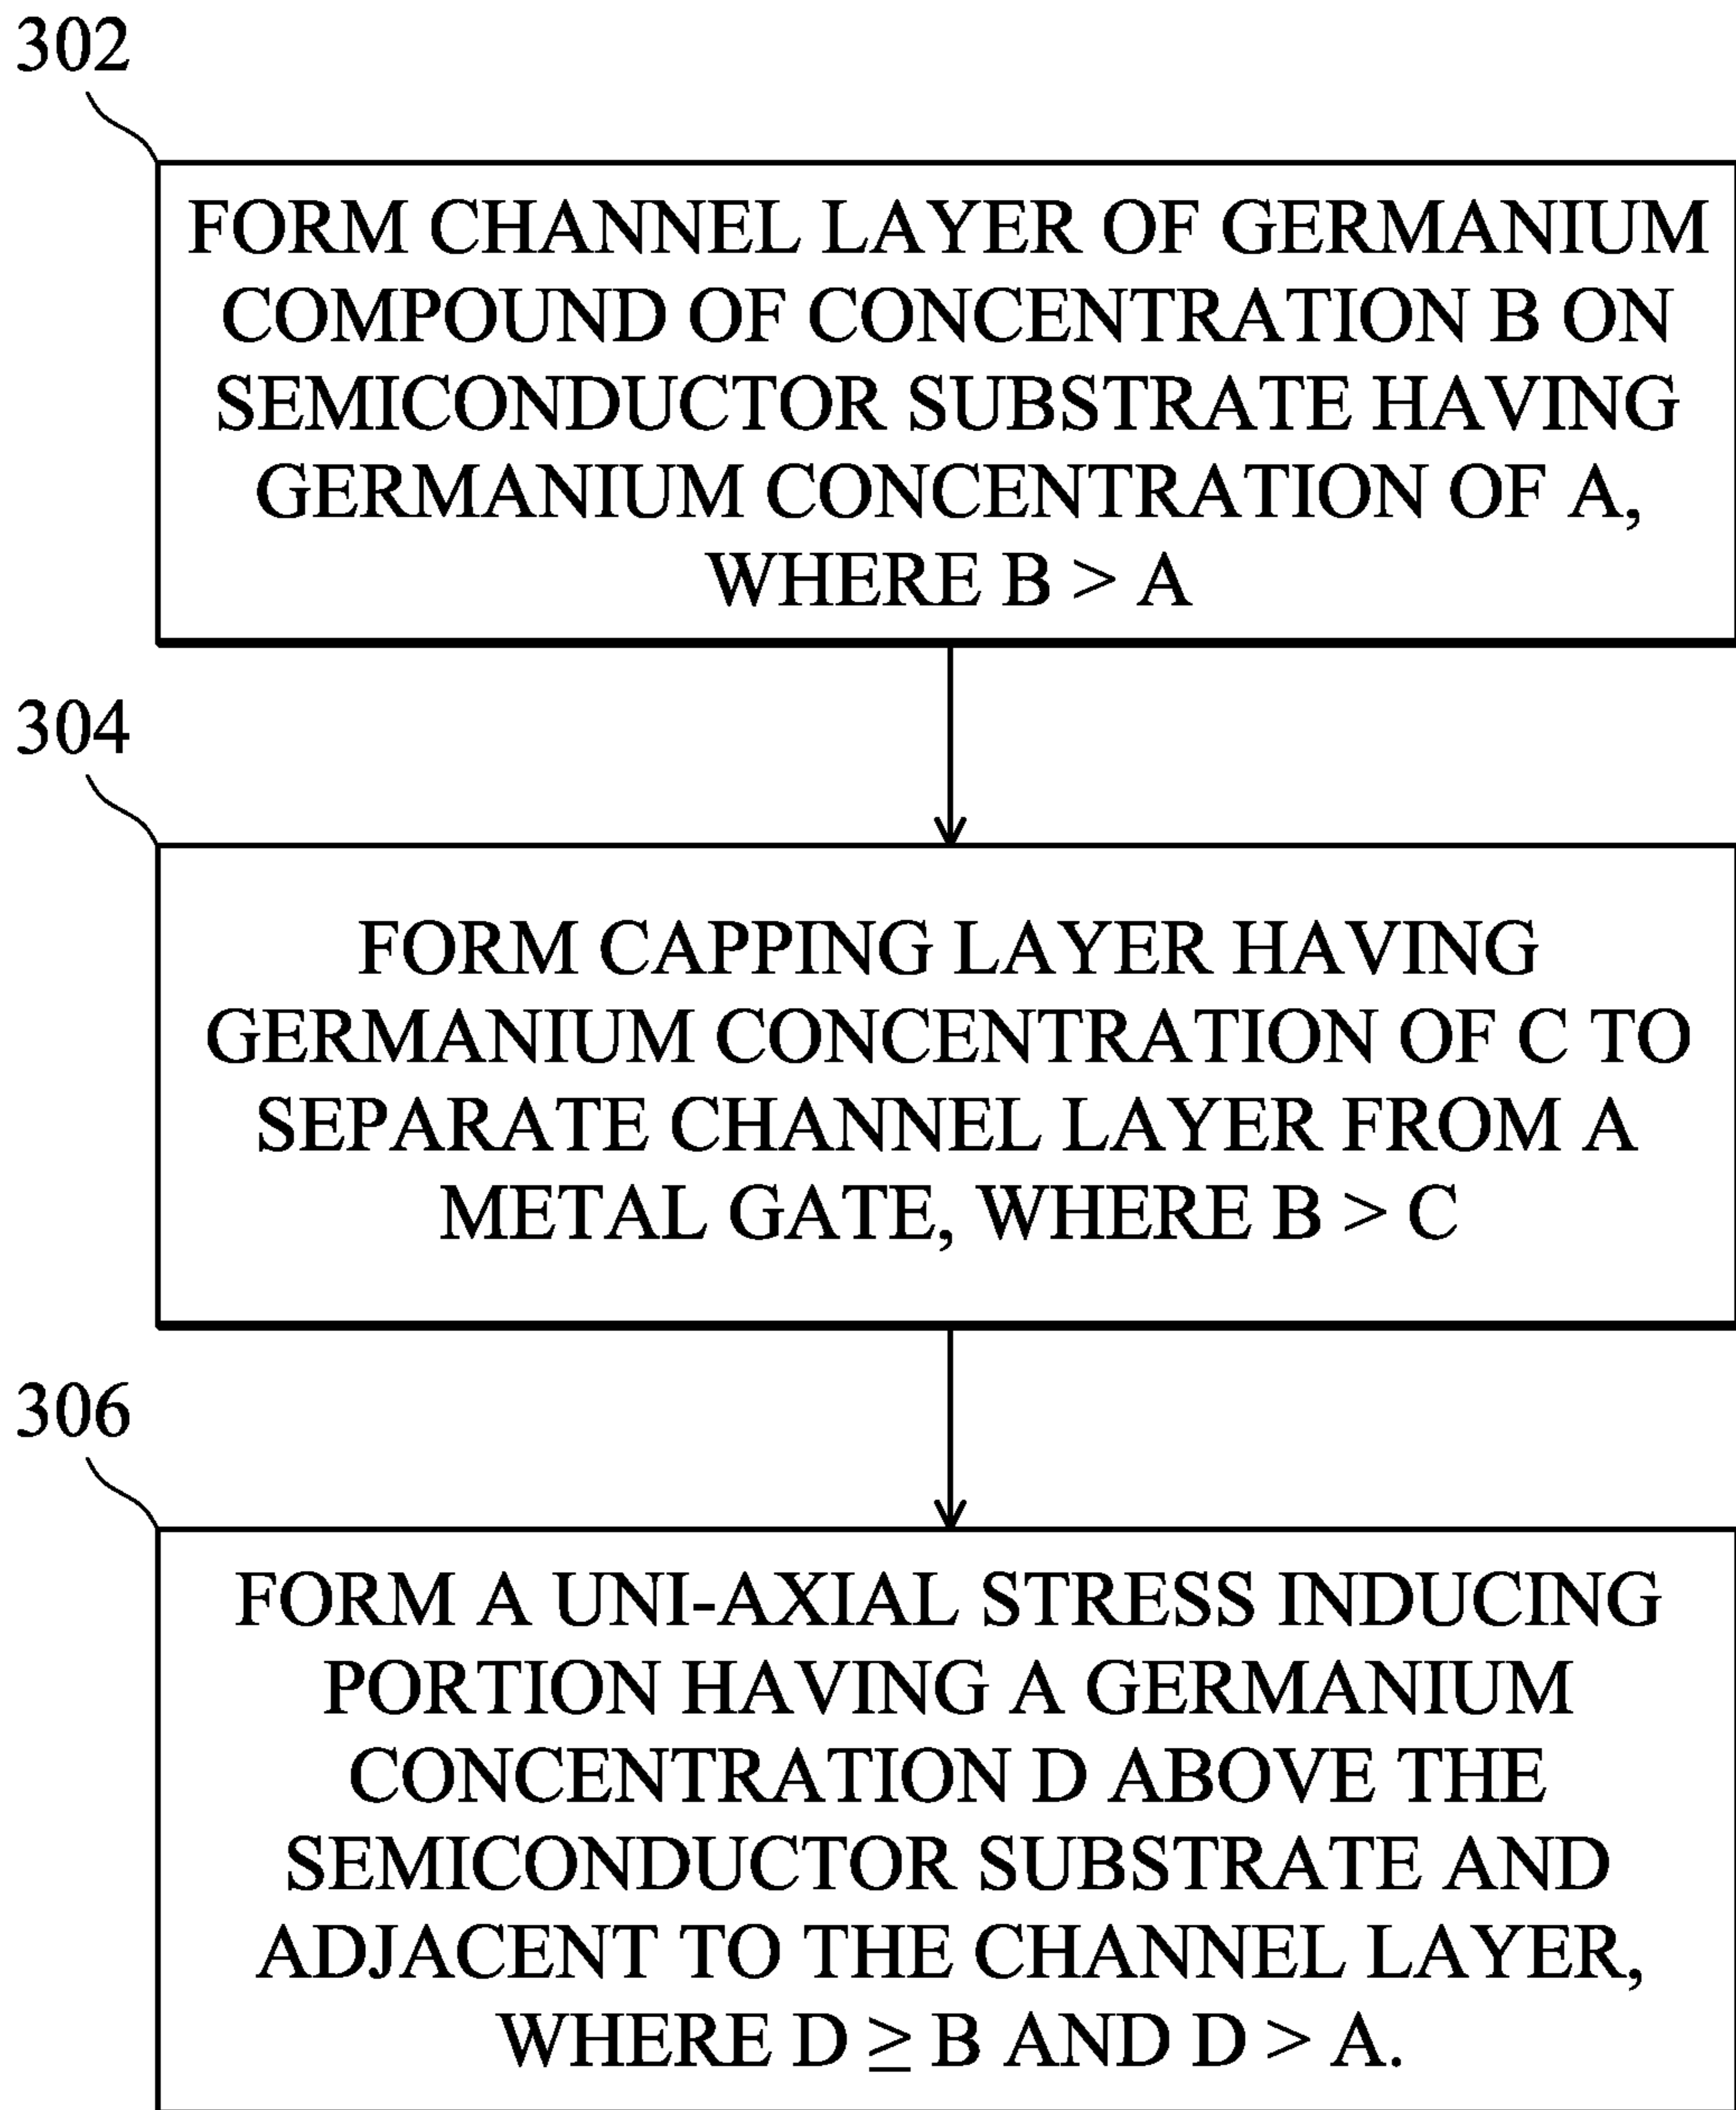 302
FORM CHANNEL LAYER OF GERMANIUM
COMPOUND OF CONCENTRATION B ON
SEMICONDUCTOR SUBSTRATE HAVING
GERMANIUM CONCENTRATION OF A,
WHERE B > A
304
FORM CAPPING LAYER HAVING
GERMANIUM CONCENTRATION OF C TO
SEPARATE CHANNEL LAYER FROM A
METAL GATE, WHERE B > C
306
FORM A UNI-AXIAL STRESS INDUCING
PORTION HAVING A GERMANIUM
CONCENTRATION D ABOVE THE
SEMICONDUCTOR SUBSTRATE AND
ADJACENT TO THE CHANNEL LAYER,
WHERE D ≥ B AND D > A.